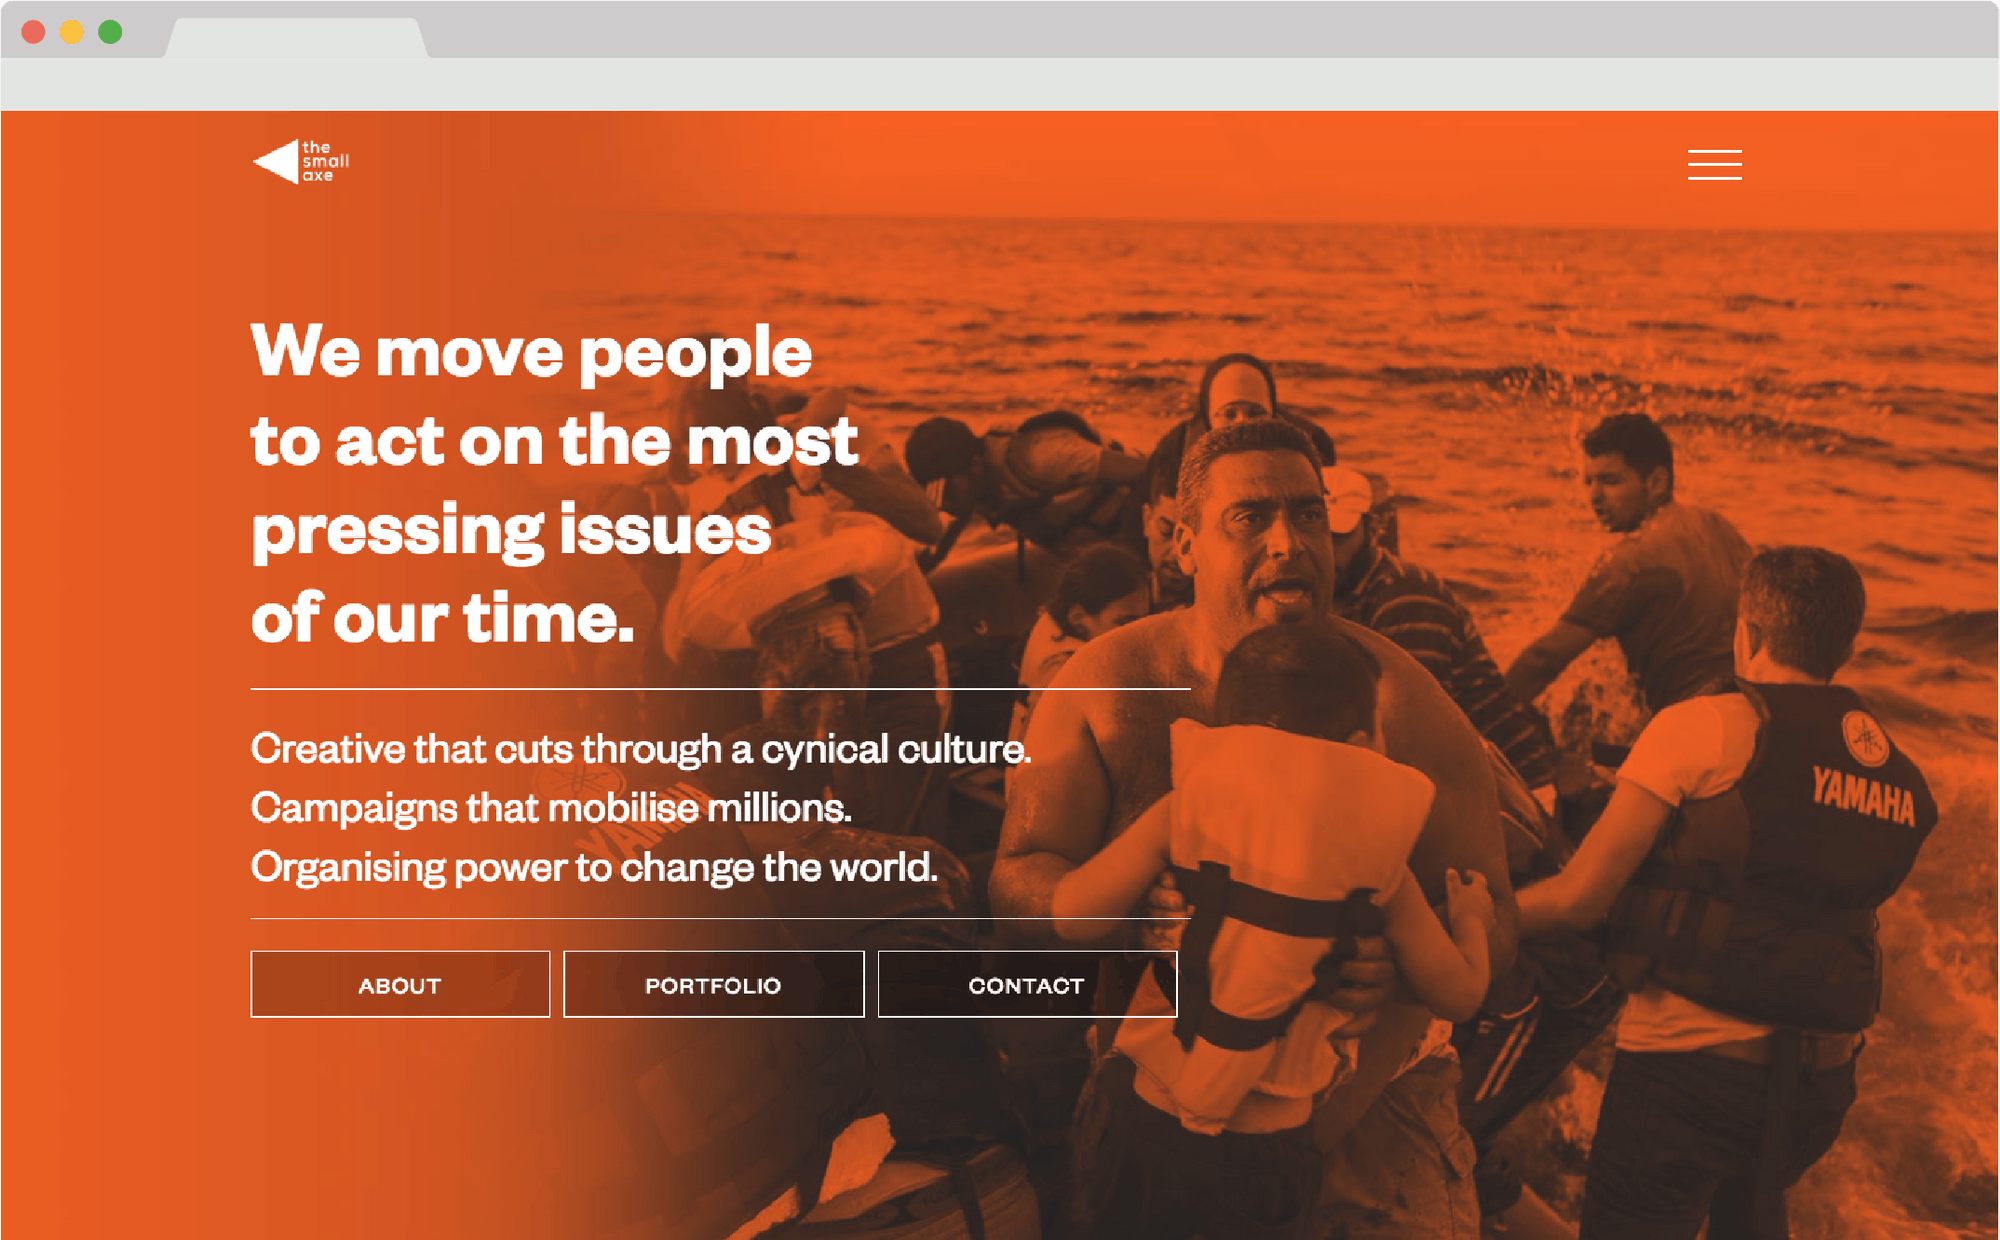 the
small
axe
We move people
to act on the most
pressing issues
of our time.
Creative that cuts through a cynical culture.
Campaigns that mobilise millions.
Organising power to change the world.
ABOUT
PORTFOLIO
CONTACT
YAMAHA
YAMAHA